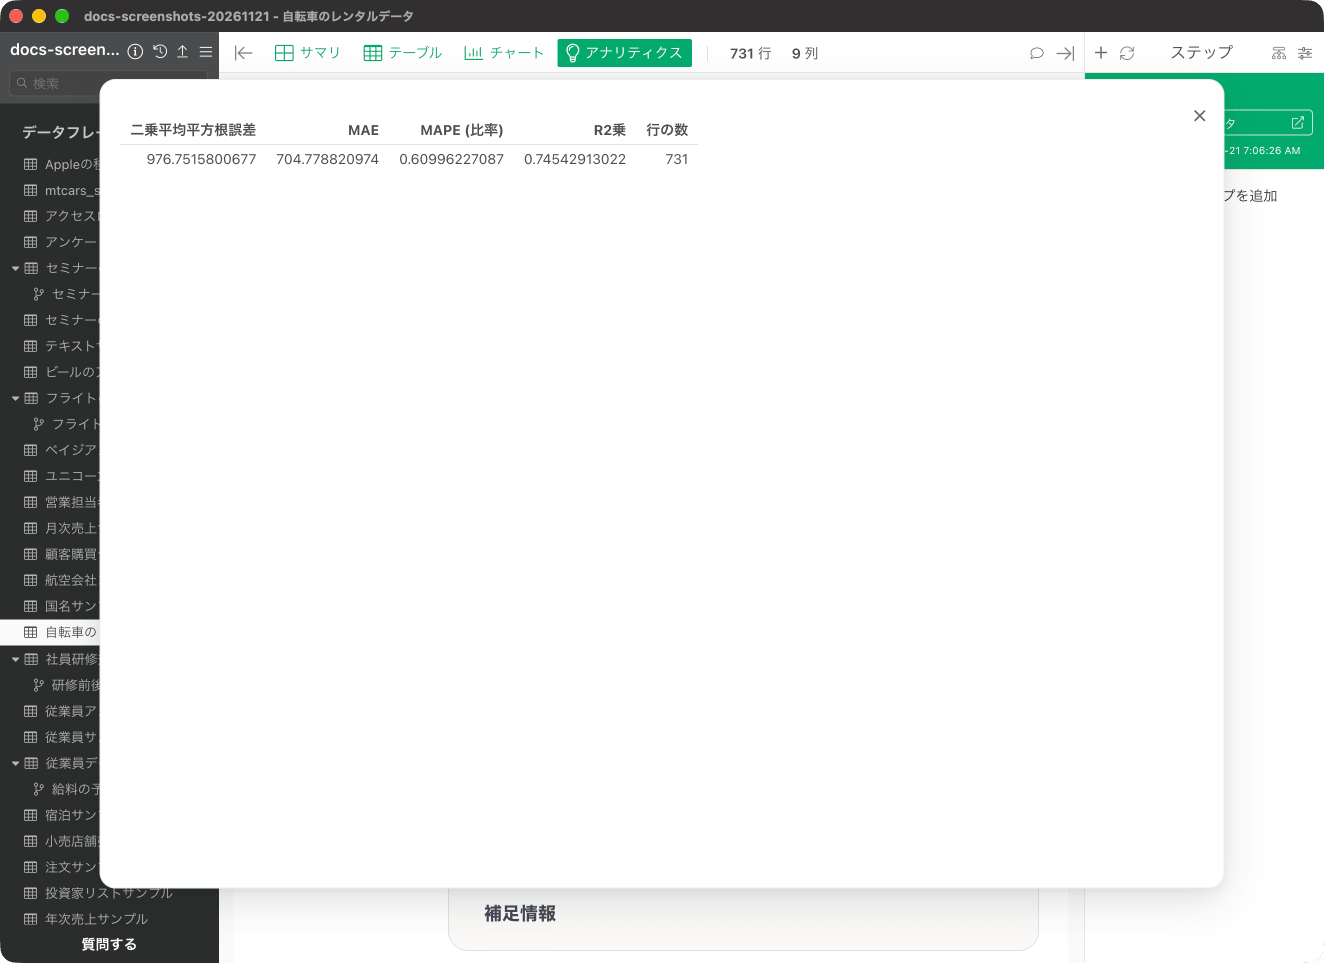 docs-screenshots-20261121 - 自転車のレンタルデータ
docs-screen...
サマリ
テーブル
チャート
アナリティクス
731 行
9 列
ステップ
検索
データフレー
Appleの
mtcars_s
アクセス
アンケー
セミナー
セミナー
セミナーの
テキスト
ビールの
フライト
フライト
ベイジア
ユニコー
営業担当
月次売上
顧客購買
航空会社
国名サン
自転車の
社員研修
研修前後
従業員ア
従業員サ
従業員デ
給料の予
宿泊サン
小売店舗
注文サン
投資家リストサンプル
年次売上サンプル
質問する
二乗平均平方根誤差 MAE MAPE (比率) R2乗 行の数
976.7515800677 704.778820974 0.60996227087 0.74542913022 731
タ
-21 7:06:26 AM
プを追加
補足情報